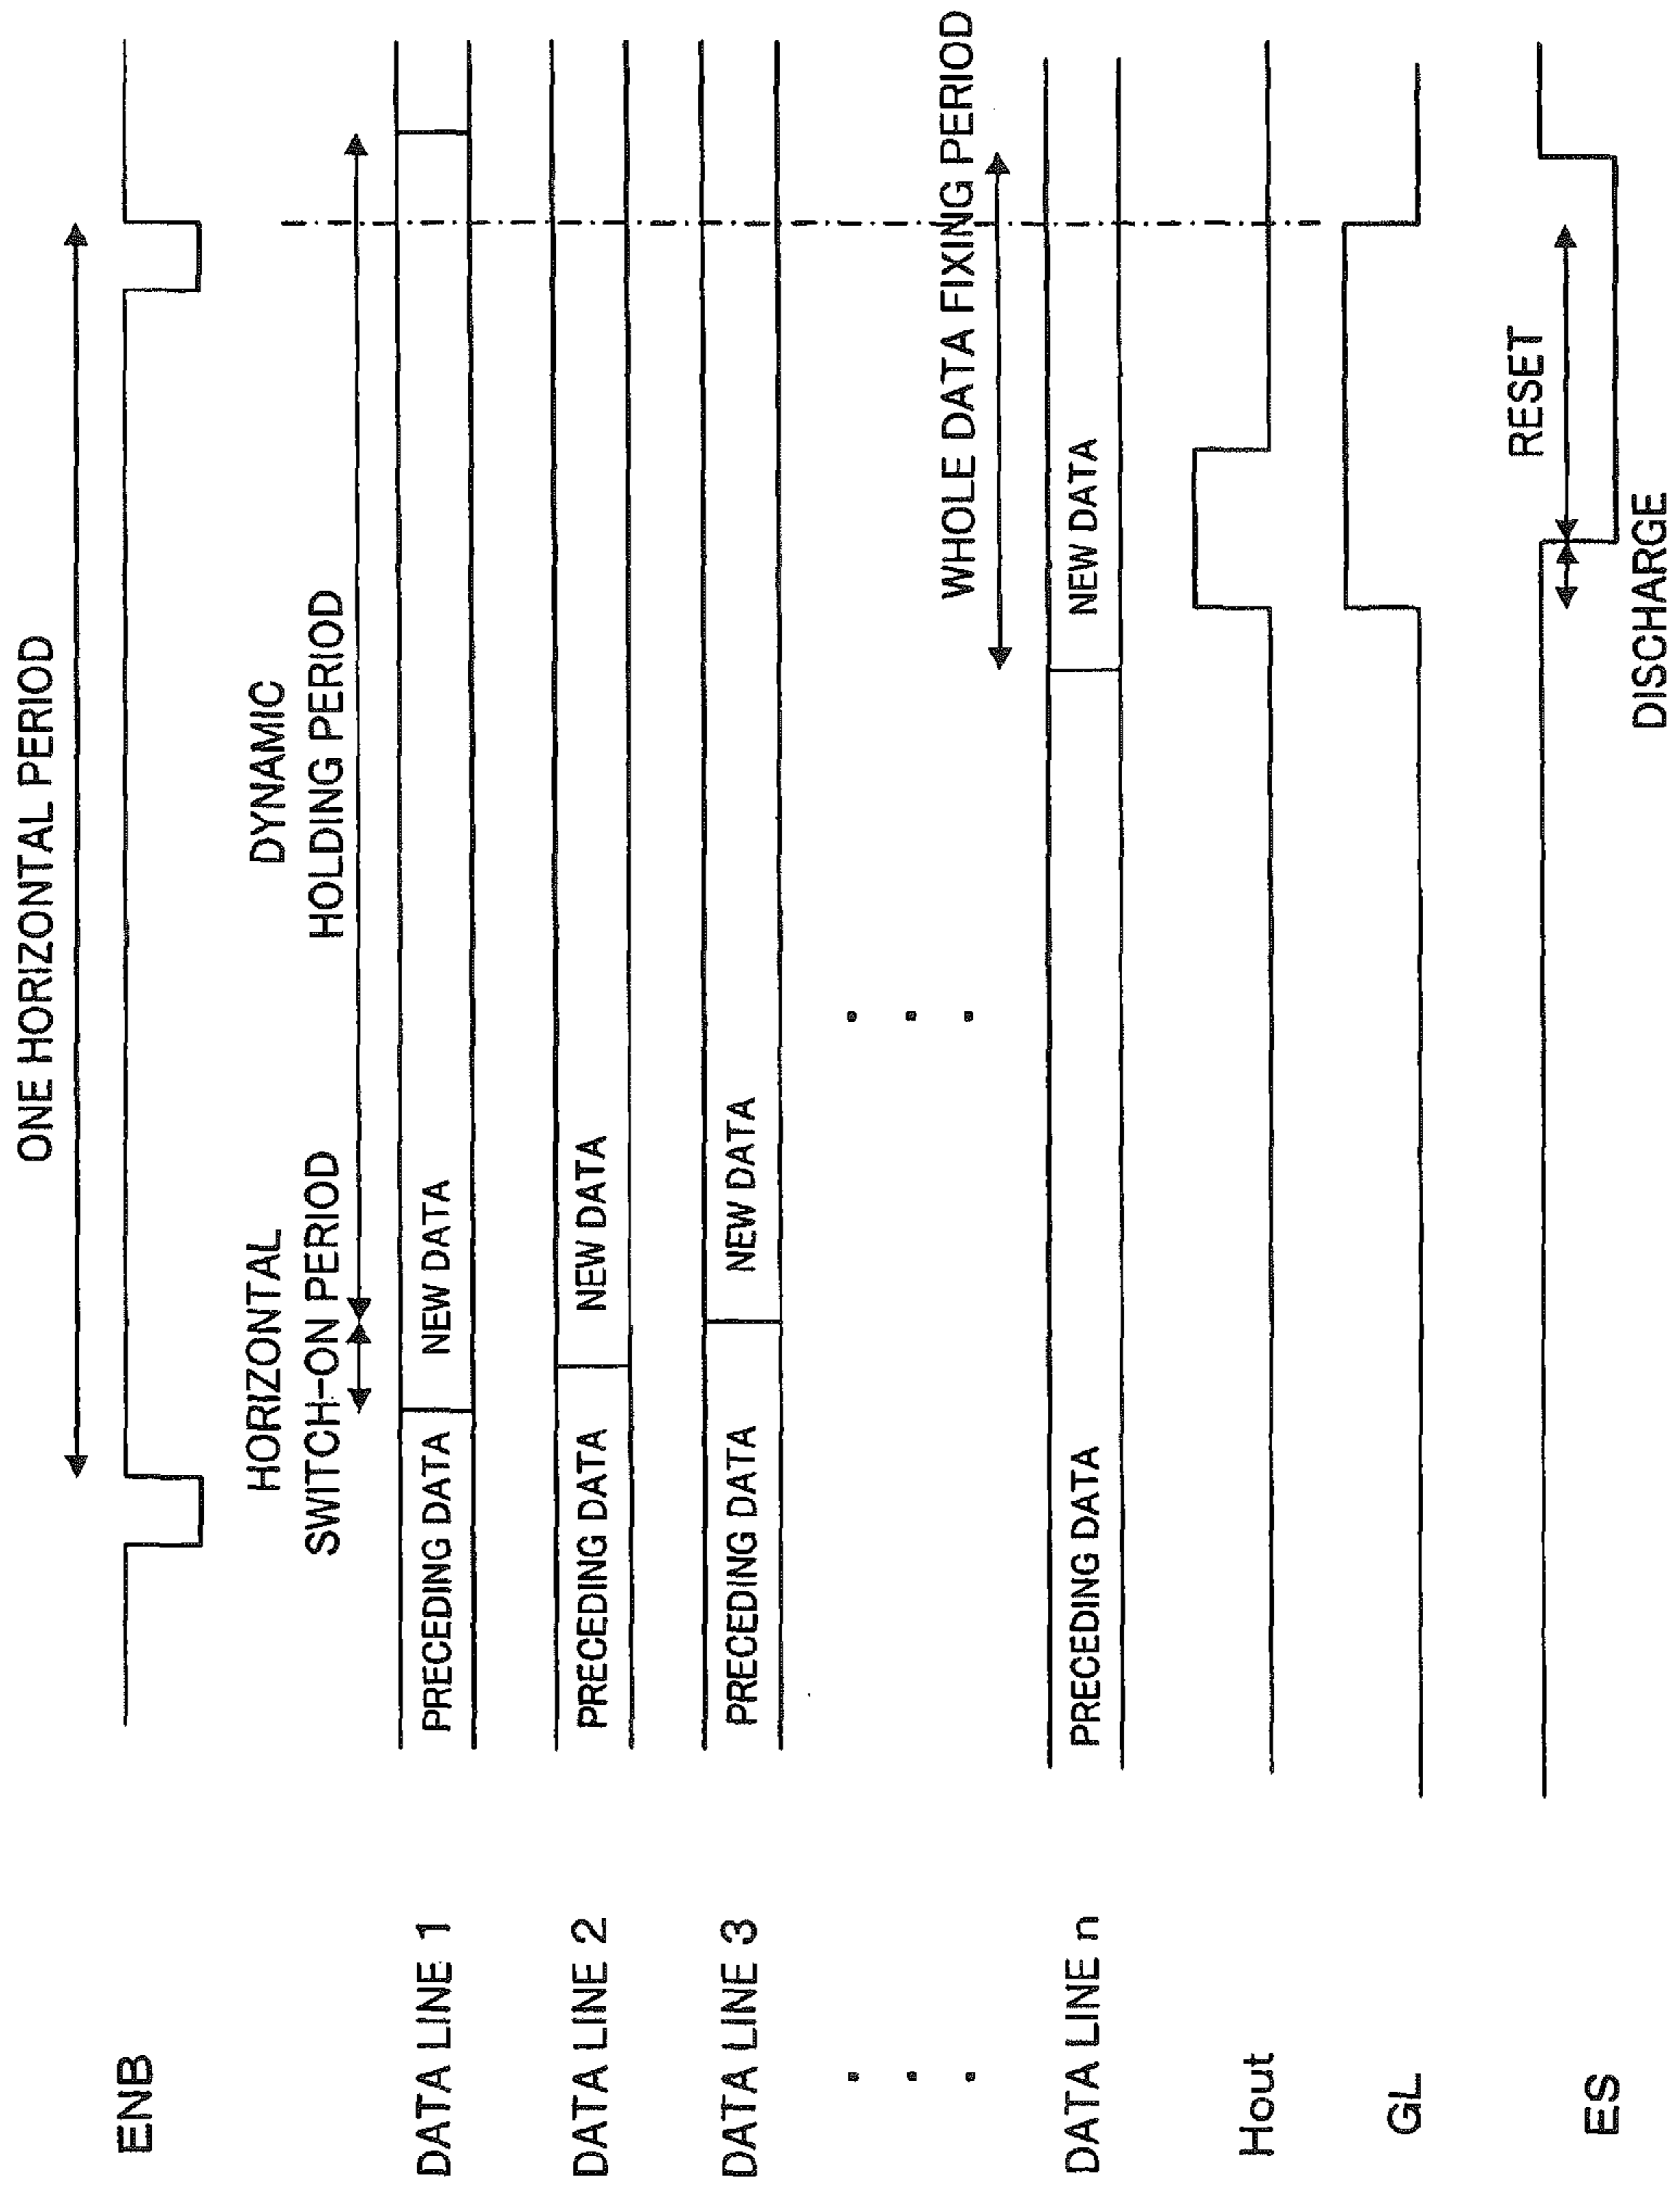 ONE HORIZONTAL PERIOD
ENB
HORIZONTAL
SWITCH-ON PERIOD
DYNAMIC
HOLDING PERIOD
DATA LINE 1
PRECEDING DATA
NEW DATA
DATA LINE 2
PRECEDING DATA
NEW DATA
DATA LINE 3
PRECEDING DATA
NEW DATA
WHOLE DATA FIXING PERIOD
DATA LINE n
PRECEDING DATA
NEW DATA
Hout
GL
RESET
ES
DISCHARGE